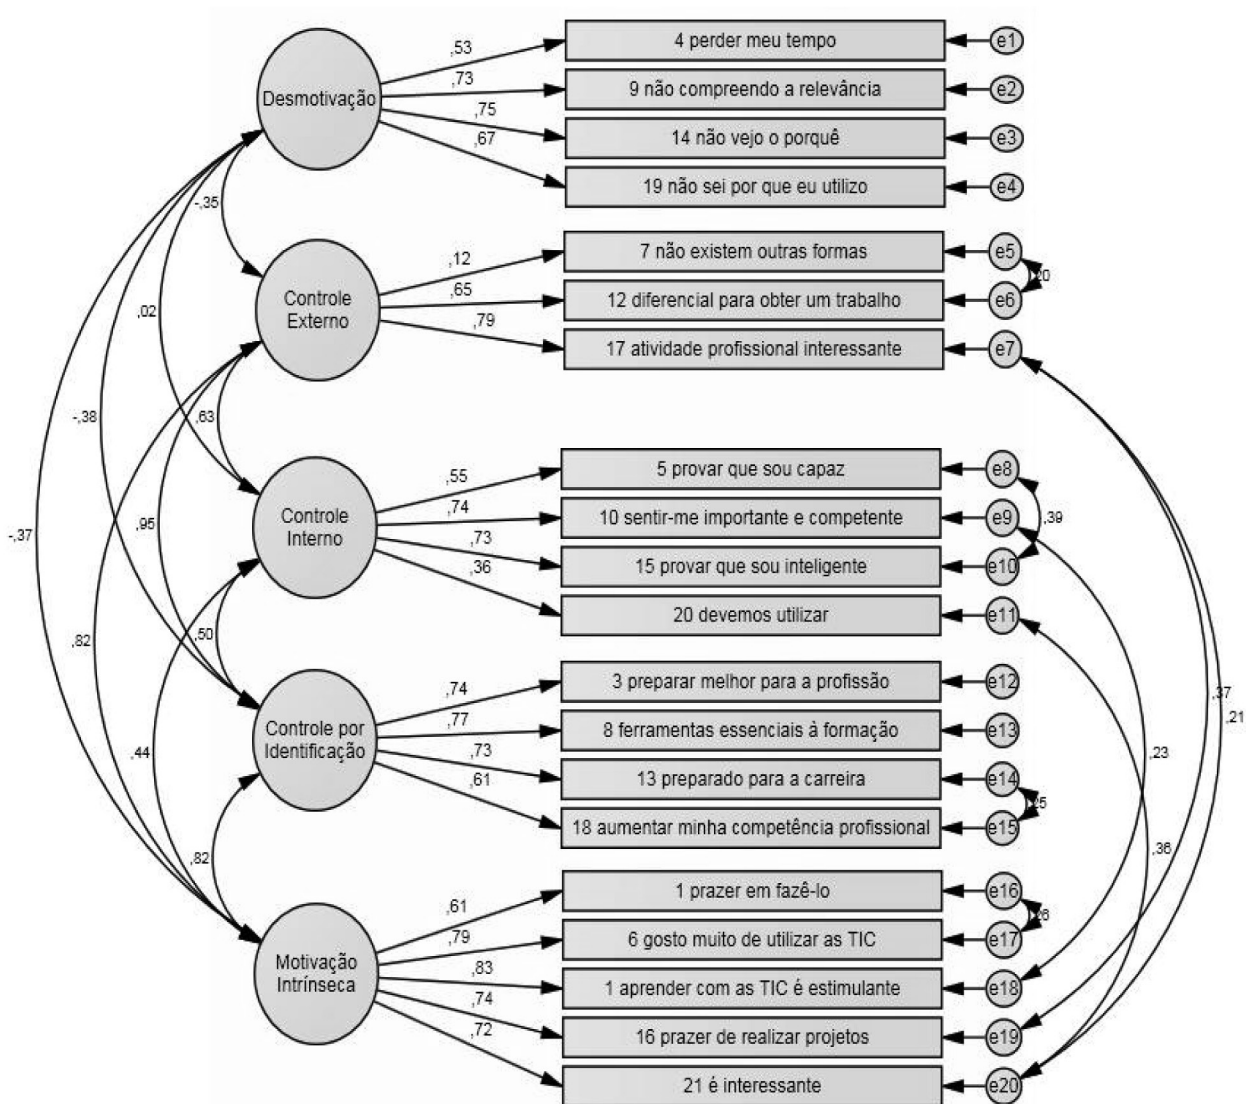 Desmotivação
,53
,73
,75
,67
4 perder meu tempo
e1
9 não compreendo a relevância
e2
14 não vejo o porquê
e3
19 não sei por que eu utilizo
e4
-,35
Controle
Externo
,12
,65
,79
7 não existem outras formas
e5
12 diferencial para obter um trabalho
e6
17 atividade profissional interessante
e7
,20
,02
-,38
,63
Controle
Interno
,55
,74
,73
,36
5 provar que sou capaz
e8
10 sentir-me importante e competente
e9
15 provar que sou inteligente
e10
20 devemos utilizar
e11
,39
-,37
,95
,82
,50
Controle por
Identificação
,74
,77
,73
,61
3 preparar melhor para a profissão
e12
8 ferramentas essenciais à formação
e13
13 preparado para a carreira
e14
18 aumentar minha competência profissional
e15
,25
,37
,21
,23
,36
,44
,82
Motivação
Intrínseca
,61
,79
,83
,74
,72
1 prazer em fazê-lo
e16
6 gosto muito de utilizar as TIC
e17
1 aprender com as TIC é estimulante
e18
16 prazer de realizar projetos
e19
21 é interessante
e20
,26